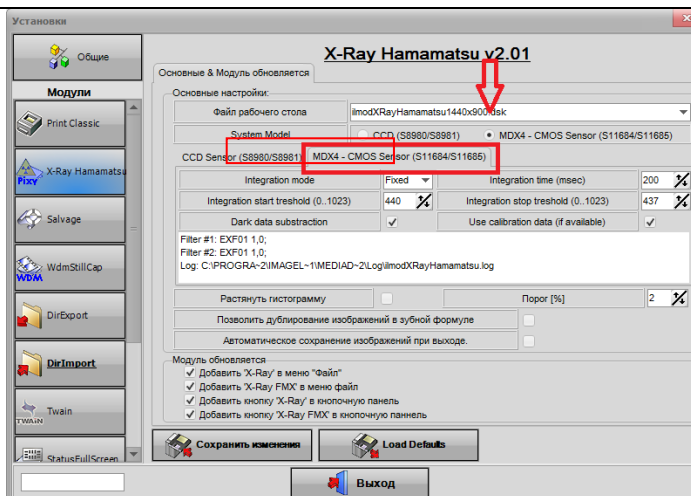 Установки
Общие
Модули
Print Classic
Pixy
X-Ray Hamamatsu
Salvage
WDM
WdmStillCap
DirExport
DirImport
TWAIN
Twain
StatusFullScreen
X-Ray Hamamatsu v2.01
Основные & Модуль обновляется
Основные настройки:
Файл рабочего стола
ilmodXRayHamamatsu1440x900.dsk
System Model
CCD (S8980/S8981)
MDX4 - CMOS Sensor (S11684/S11685)
CCD Sensor (S8980/S8981)
MDX4 - CMOS Sensor (S11684/S11685)
Integration mode
Fixed
Integration time (msec)
200
Integration start treshold (0..1023)
440
Integration stop treshold (0..1023)
437
Dark data substraction
Use calibration data (if available)
Filter #1: EXF01 1,0;
Filter #2: EXF01 1,0;
Log: C:\PROGRA~2\IMAGEL~1\MEDIAD~2\Log\ilmodXRayHamamatsu.log
Растянуть гистограмму
Порог [%]
2
Позволить дублирование изображений в зубной формуле
Автоматическое сохранение изображений при выходе.
Модуль обновляется
Добавить 'X-Ray' в меню "Файл"
Добавить 'X-Ray FMX' в меню файл
Добавить кнопку 'X-Ray' в кнопочную панель
Добавить кнопку 'X-Ray FMX' в кнопочную паннель
Сохранить изменения
Load Defaults
Выход